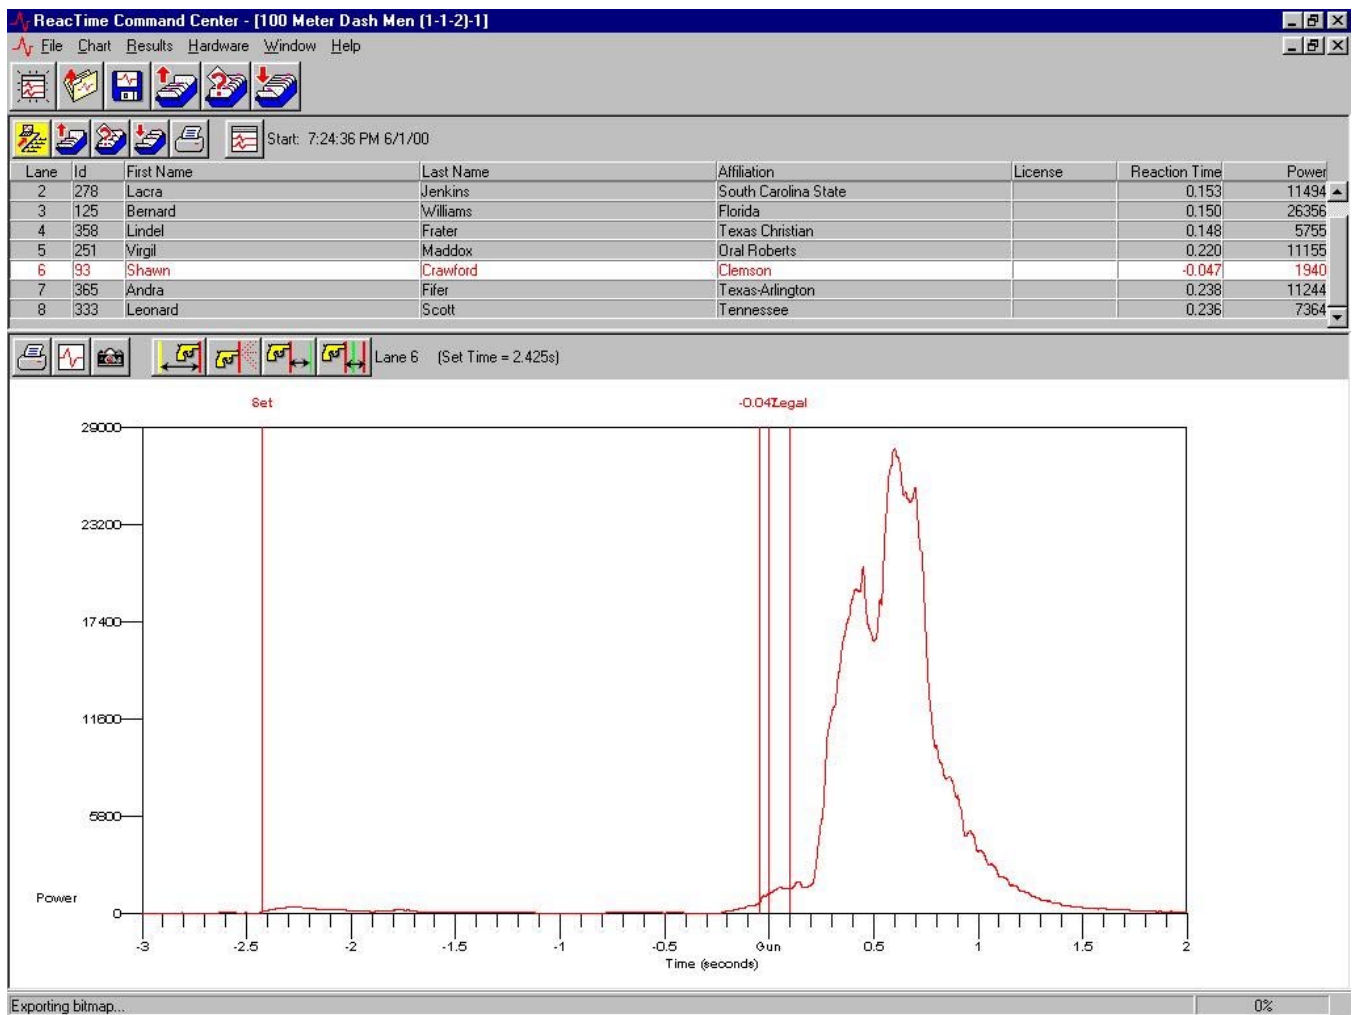 ReacTime Command Center - [100 Meter Dash Men (1-1-2)-1]
File Chart Results Hardware Window Help
Start: 7:24:36 PM 6/1/00
Lane Id First Name Last Name Affiliation License Reaction Time Power
2 278 Lacra Jenkins South Carolina State 0.153 11494
3 125 Bernard Williams Florida 0.150 26356
4 358 Lindel Frater Texas Christian 0.148 5755
5 251 Virgil Maddox Oral Roberts 0.220 11155
6 93 Shawn Crawford Clemson -0.047 1940
7 365 Andra Fifer Texas-Arlington 0.238 11244
8 333 Leonard Scott Tennessee 0.236 7364
Lane 6 (Set Time = 2.425s)
Set -0.047 Legal
29000
23200
17400
11600
5800
Power
0
-3 -2.5 -2 -1.5 -1 -0.5 Gun 0.5 1 1.5 2
Time (seconds)
Exporting bitmap... 0%